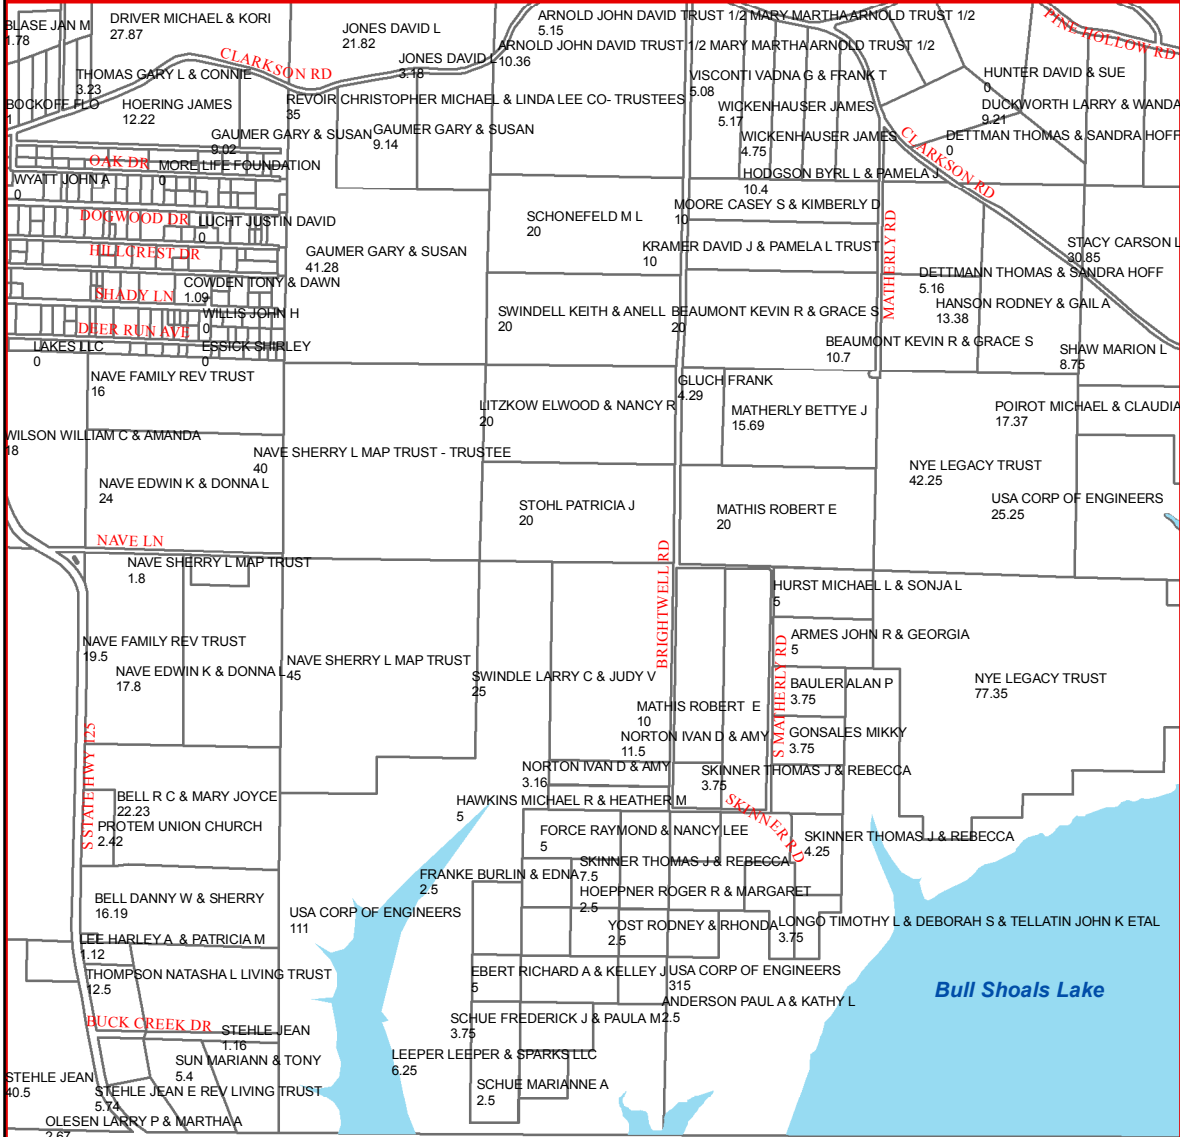 BLASE JAN M
1.78
DRIVER MICHAEL & KORI
27.87
JONES DAVID L
21.82
ARNOLD JOHN DAVID TRUST 1/2 MARY MARTHA ARNOLD TRUST 1/2
5.15
PINE HOLLOW RD
CLARKSON RD
JONES DAVID L
3.18
ARNOLD JOHN DAVID TRUST 1/2 MARY MARTHA ARNOLD TRUST 1/2
10.36
THOMAS GARY L & CONNIE
3.23
VISCONTI VADNA G & FRANK T
5.08
HUNTER DAVID & SUE
0
BOCKOFF FLO
1
HOERING JAMES
12.22
REVOIR CHRISTOPHER MICHAEL & LINDA LEE CO- TRUSTEES
35
WICKENHAUSER JAMES
5.17
DUCKWORTH LARRY & WANDA
9.21
GAUMER GARY & SUSAN
9.02
GAUMER GARY & SUSAN
9.14
WICKENHAUSER JAMES
4.75
CLARKSON RD
DETTMAN THOMAS & SANDRA HOFF
0
OAK DR
MORE LIFE FOUNDATION
0
WYATT JOHN A
0
HODGSON BYRL L & PAMELA J
10.4
DOGWOOD DR
LUCHT JUSTIN DAVID
0
SCHONEFELD M L
20
MOORE CASEY S & KIMBERLY D
10
MATHERLY RD
HILLCREST DR
GAUMER GARY & SUSAN
41.28
KRAMER DAVID J & PAMELA L TRUST
10
STACY CARSON L
30.85
SHADY LN
COWDEN TONY & DAWN
1.09
DETTMANN THOMAS & SANDRA HOFF
5.16
WILLIS JOHN H
0
SWINDELL KEITH & ANELL
20
BEAUMONT KEVIN R & GRACE S
20
HANSON RODNEY & GAIL A
13.38
DEER RUN AVE
LAKES LLC
0
ESSICK SHIRLEY
0
BEAUMONT KEVIN R & GRACE S
10.7
SHAW MARION L
8.75
NAVE FAMILY REV TRUST
16
GLUCH FRANK
4.29
LITZKOW ELWOOD & NANCY R
20
MATHERLY BETTYE J
15.69
POIROT MICHAEL & CLAUDIA
17.37
WILSON WILLIAM C & AMANDA
18
NAVE SHERRY L MAP TRUST - TRUSTEE
40
NYE LEGACY TRUST
42.25
NAVE EDWIN K & DONNA L
24
STOHL PATRICIA J
20
MATHIS ROBERT E
20
USA CORP OF ENGINEERS
25.25
NAVE LN
NAVE SHERRY L MAP TRUST
1.8
BRIGHTWELL RD
HURST MICHAEL L & SONJA L
5
NAVE FAMILY REV TRUST
19.5
ARMES JOHN R & GEORGIA
5
S MATHERLY RD
NAVE EDWIN K & DONNA L
17.8
NAVE SHERRY L MAP TRUST
45
SWINDLE LARRY C & JUDY V
25
BAULER ALAN P
3.75
NYE LEGACY TRUST
77.35
MATHIS ROBERT E
10
NORTON IVAN D & AMY
11.5
GONSALES MIKKY
3.75
S STATE HWY 125
NORTON IVAN D & AMY
3.16
SKINNER THOMAS J & REBECCA
3.75
BELL R C & MARY JOYCE
22.23
HAWKINS MICHAEL R & HEATHER M
5
SKINNER RD
PROTEM UNION CHURCH
2.42
FORCE RAYMOND & NANCY LEE
5
SKINNER THOMAS J & REBECCA
4.25
SKINNER THOMAS J & REBECCA
7.5
FRANKE BURLIN & EDNA
2.5
HOEPPNER ROGER R & MARGARET
2.5
BELL DANNY W & SHERRY
16.19
USA CORP OF ENGINEERS
111
YOST RODNEY & RHONDA
2.5
LONGO TIMOTHY L & DEBORAH S & TELLATIN JOHN K ETAL
3.75
LEE HARLEY A & PATRICIA M
1.12
THOMPSON NATASHA L LIVING TRUST
12.5
EBERT RICHARD A & KELLEY J
5
USA CORP OF ENGINEERS
315
Bull Shoals Lake
ANDERSON PAUL A & KATHY L
2.5
BUCK CREEK DR
STEHLE JEAN
1.16
SCHUE FREDERICK J & PAULA M
3.75
SUN MARIANN & TONY
5.4
LEEPER LEEPER & SPARKS LLC
6.25
STEHLE JEAN
40.5
STEHLE JEAN E REV LIVING TRUST
5.74
SCHUE MARIANNE A
2.5
OLESEN LARRY P & MARTHA A
2.67